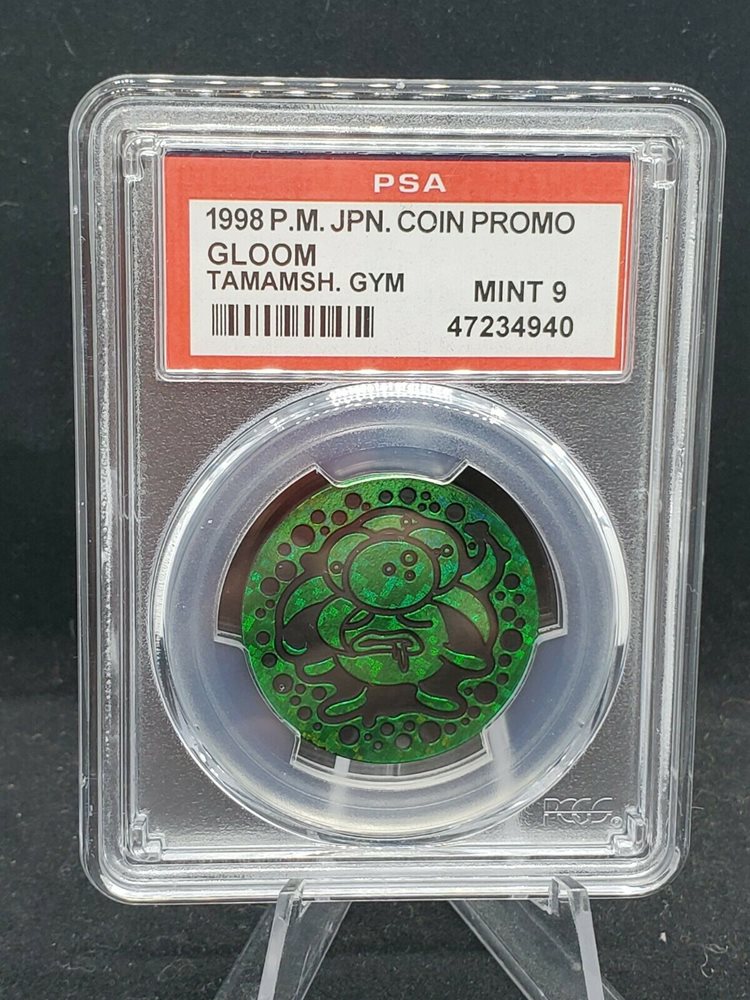 PSA
1998 P.M. JPN. COIN PROMO
GLOOM
TAMAMSH. GYM
MINT 9
47234940
PCGS